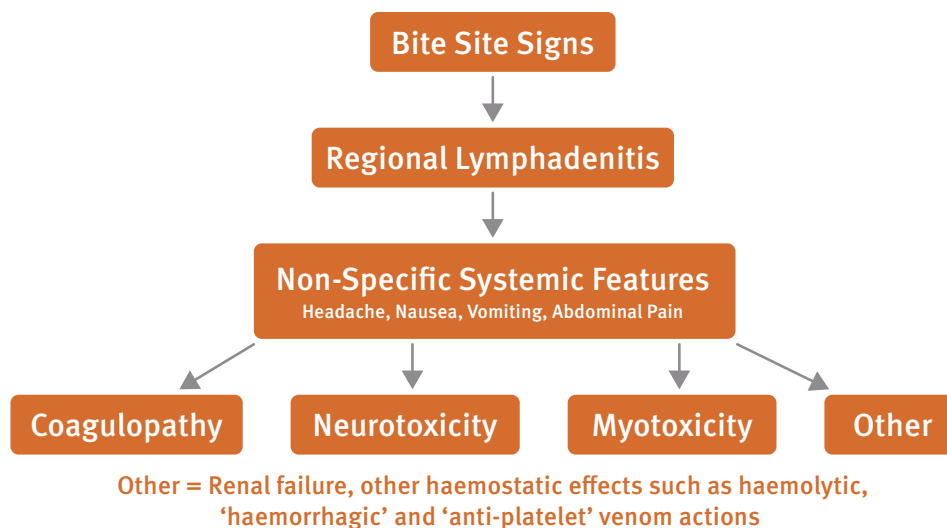 Bite Site Signs
Regional Lymphadenitis
Non-Specific Systemic Features
Headache, Nausea, Vomiting, Abdominal Pain
Coagulopathy
Neurotoxicity
Myotoxicity
Other
Other = Renal failure, other haemostatic effects such as haemolytic,
‘haemorrhagic’ and ‘anti-platelet’ venom actions